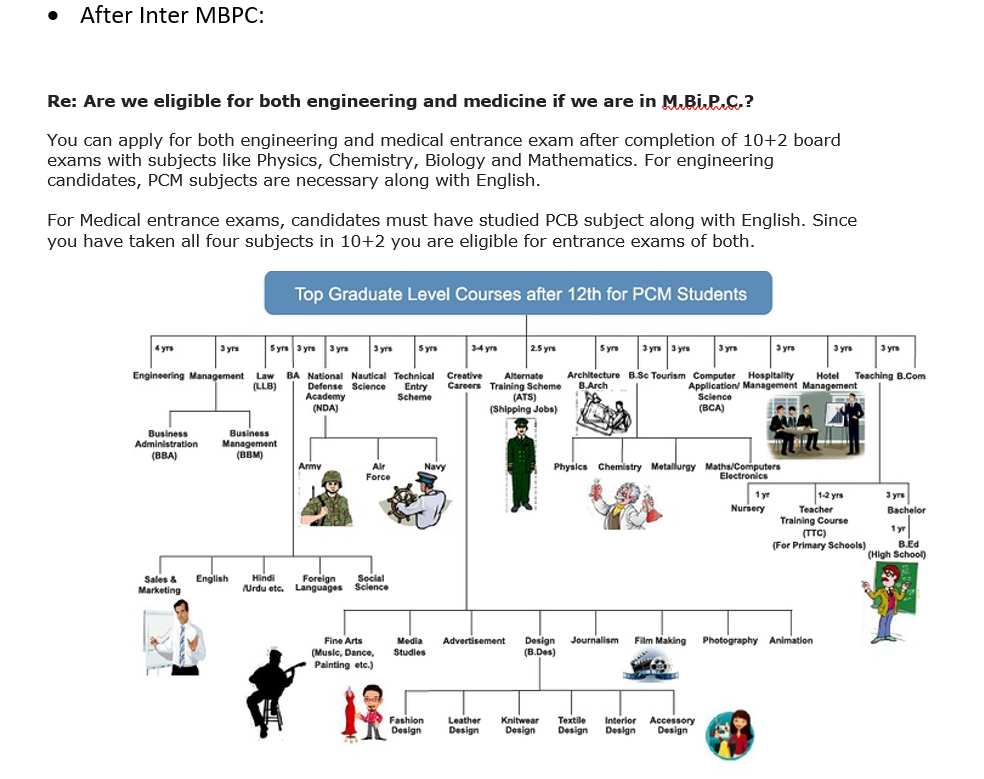 • After Inter MBPC:
Re: Are we eligible for both engineering and medicine if we are in M.Bi.P.C.?
You can apply for both engineering and medical entrance exam after completion of 10+2 board
exams with subjects like Physics, Chemistry, Biology and Mathematics. For engineering
candidates, PCM subjects are necessary along with English.
For Medical entrance exams, candidates must have studied PCB subject along with English. Since
you have taken all four subjects in 10+2 you are eligible for entrance exams of both.
Top Graduate Level Courses after 12th for PCM Students
4 yrs 3 yrs 5 yrs 3 yrs 3 yrs 3 yrs 5 yrs 3-4 yrs 2.5 yrs 5 yrs 3 yrs 3 yrs 3 yrs 3 yrs 3 yrs 3 yrs
Engineering Management Law BA National Nautical Technical Creative Alternate Architecture B.Sc Tourism Computer Hospitality Hotel Teaching B.Com
(LLB) Defense Science Entry Careers Training Scheme B.Arch Application/ Management Management
Academy Scheme (ATS) Science
(NDA) (Shipping Jobs) (BCA)
Business Business
Administration Management
(BBA) (BBM)
Army Air Navy Physics Chemistry Metallurgy Maths/Computers
Force Electronics
1 yr 1-2 yrs 3 yrs
Nursery Teacher Bachelor
Training Course
(TTC) 1 yr
(For Primary Schools) B.Ed
(High School)
Sales & English Hindi Foreign Social
Marketing /Urdu etc. Languages Science
Fine Arts Media Advertisement Design Journalism Film Making Photography Animation
(Music, Dance, Studies (B.Des)
Painting etc.)
Fashion Leather Knitwear Textile Interior Accessory
Design Design Design Design Design Design